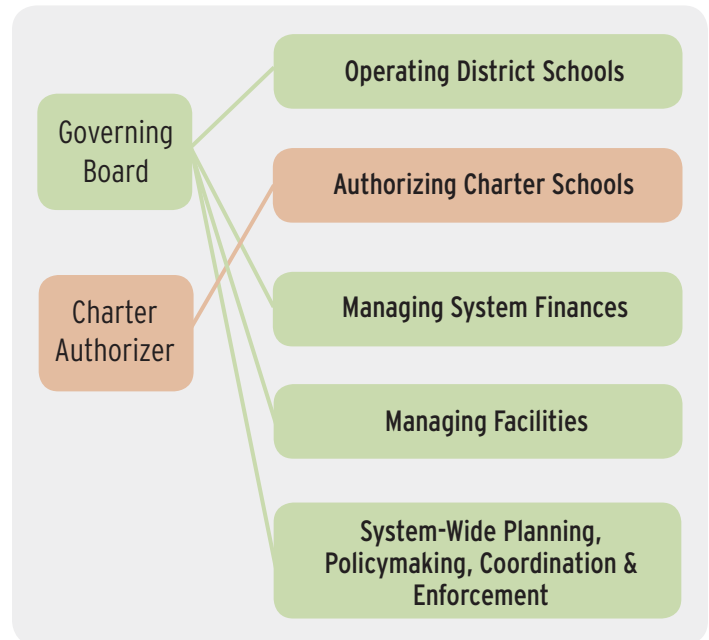 Governing
Board
Charter
Authorizer
Operating District Schools
Authorizing Charter Schools
Managing System Finances
Managing Facilities
System-Wide Planning,
Policymaking, Coordination &
Enforcement